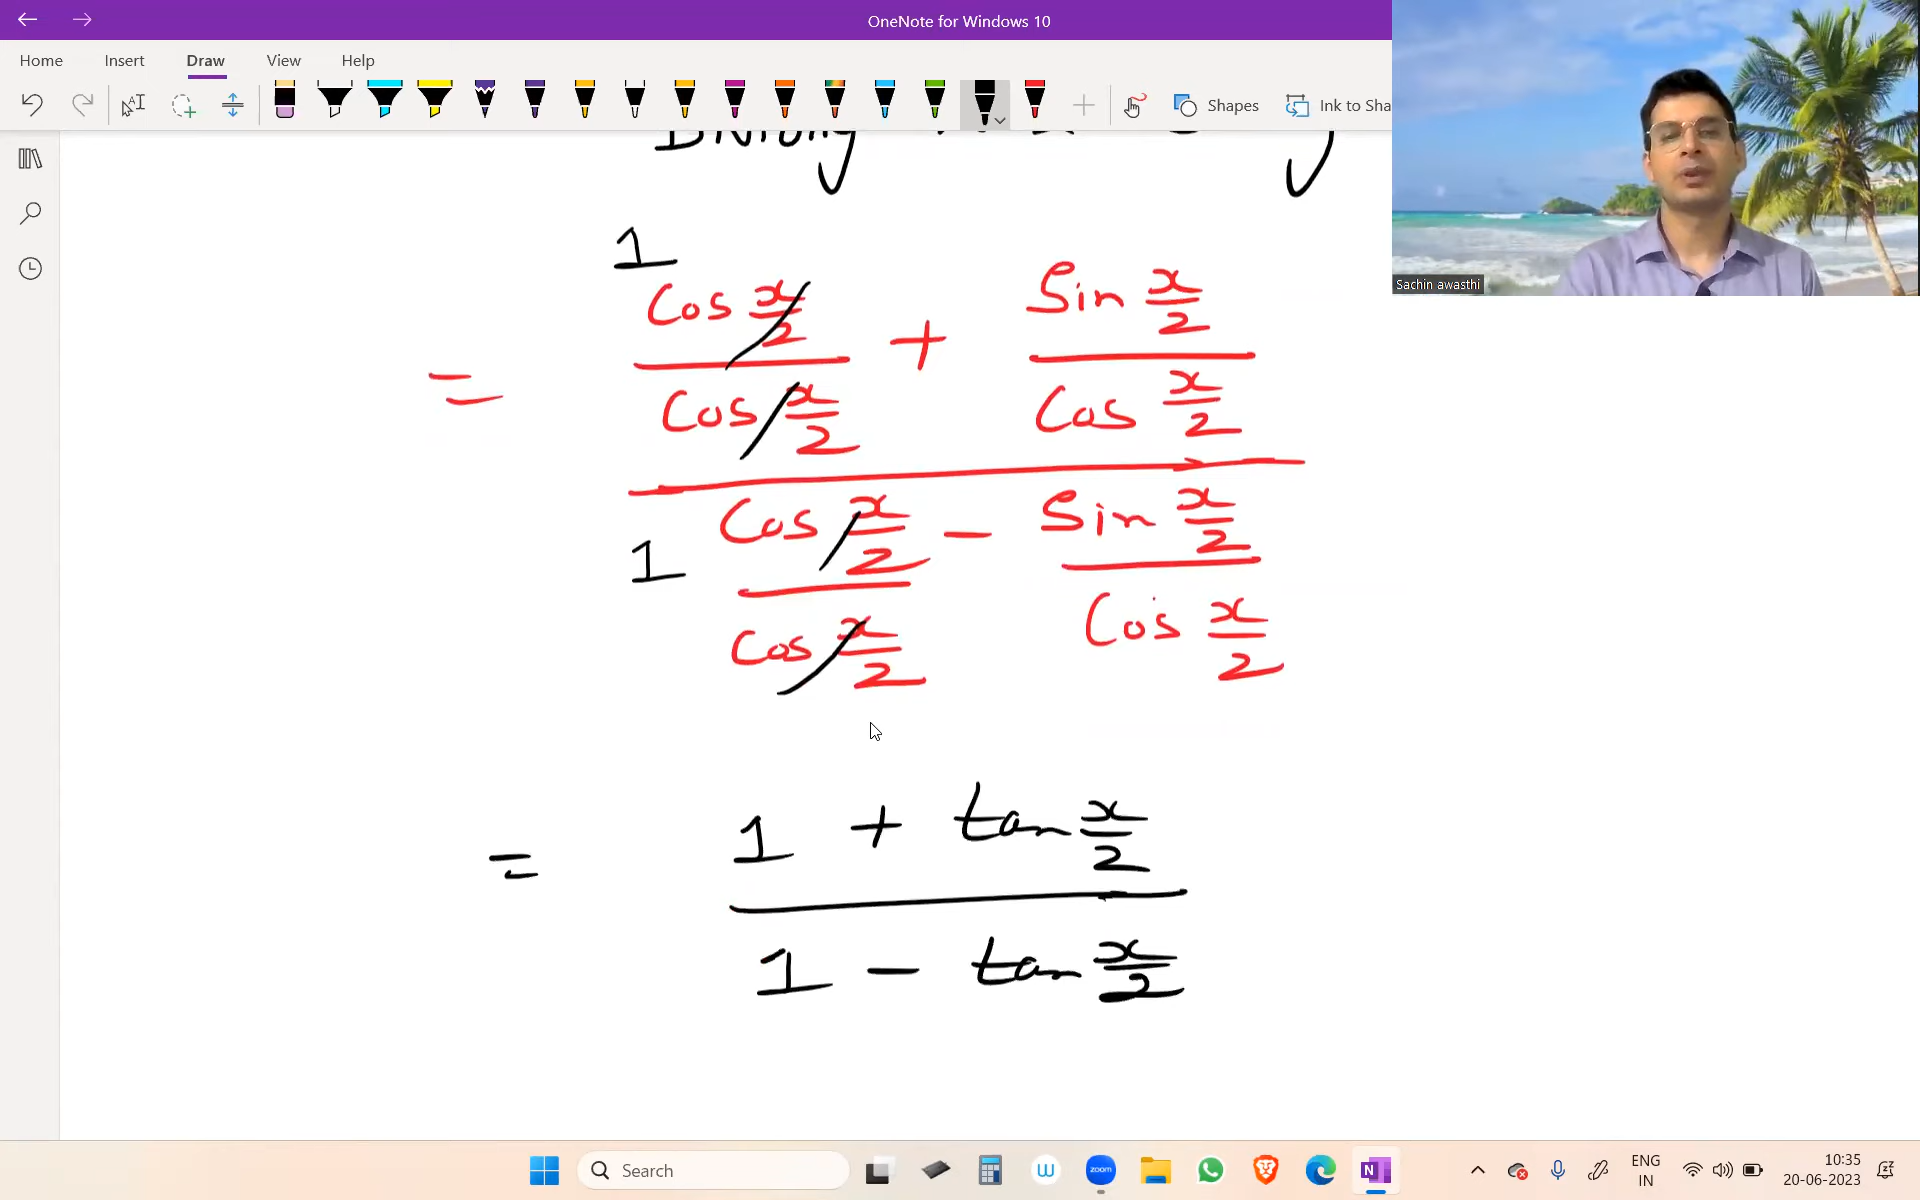 OneNote for Windows 10
Home Insert Draw View Help
Shapes Ink to Sha
Sachin awasthi
1
Cos x/2 + Sin x/2
= Cos x/2 Cos x/2
1 Cos x/2 - Sin x/2
Cos x/2 Cos x/2
= 1 + tan x/2
1 - tan x/2
Search
zoom
ENG
IN
10:35
20-06-2023